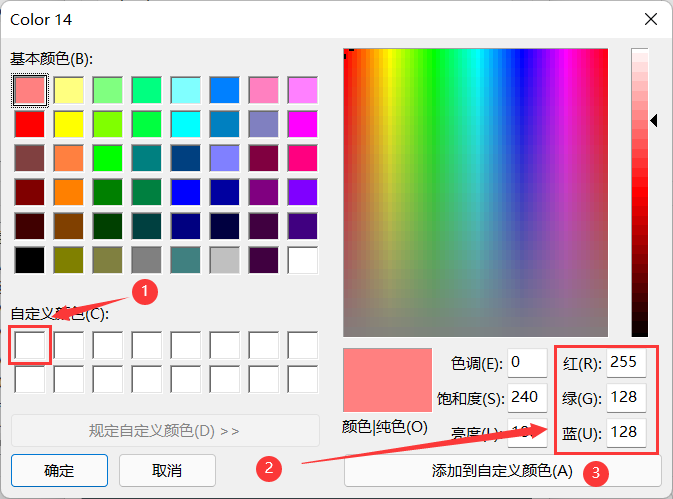 Color 14
基本颜色(B):
1
自定义颜色(C):
规定自定义颜色(D) >>
确定
取消
颜色|纯色(O)
色调(E): 0
饱和度(S): 240
亮度(L):
红(R): 255
绿(G): 128
蓝(U): 128
2
添加到自定义颜色(A)
3